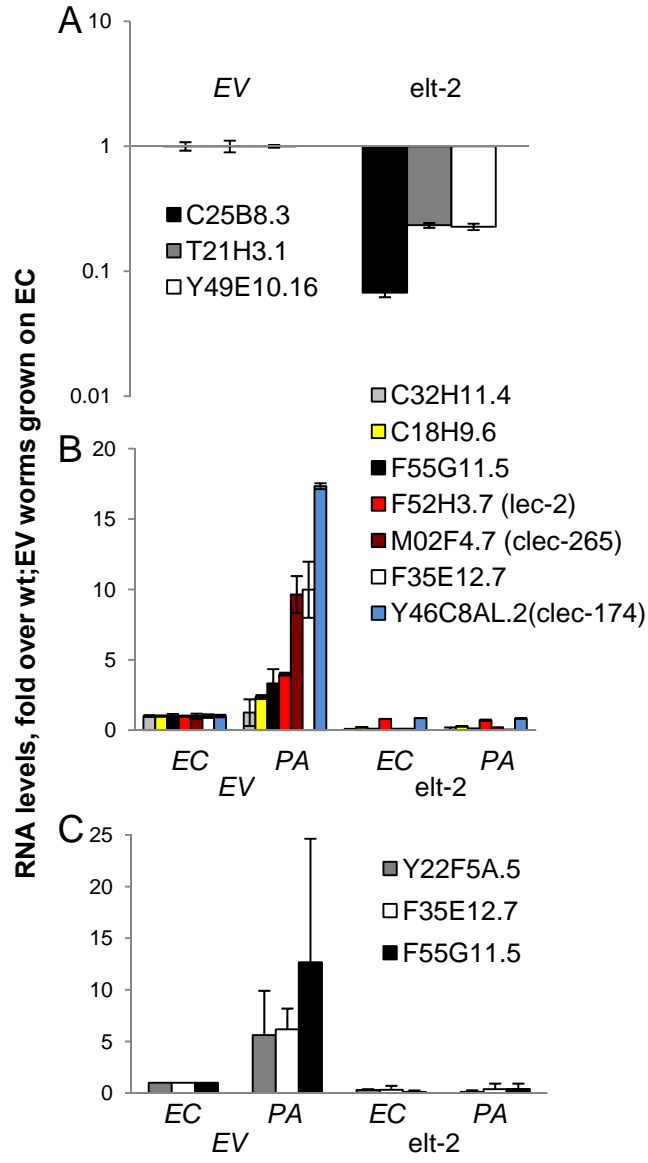 RNA levels, fold over wt;EV worms grown on EC
A
10
1
0.1
0.01
EV elt-2
C25B8.3
T21H3.1
Y49E10.16
B
20
15
10
5
0
C32H11.4
C18H9.6
F55G11.5
F52H3.7 (lec-2)
M02F4.7 (clec-265)
F35E12.7
Y46C8AL.2(clec-174)
EC PA EC PA
EV elt-2
C
25
20
15
10
5
0
Y22F5A.5
F35E12.7
F55G11.5
EC PA EC PA
EV elt-2